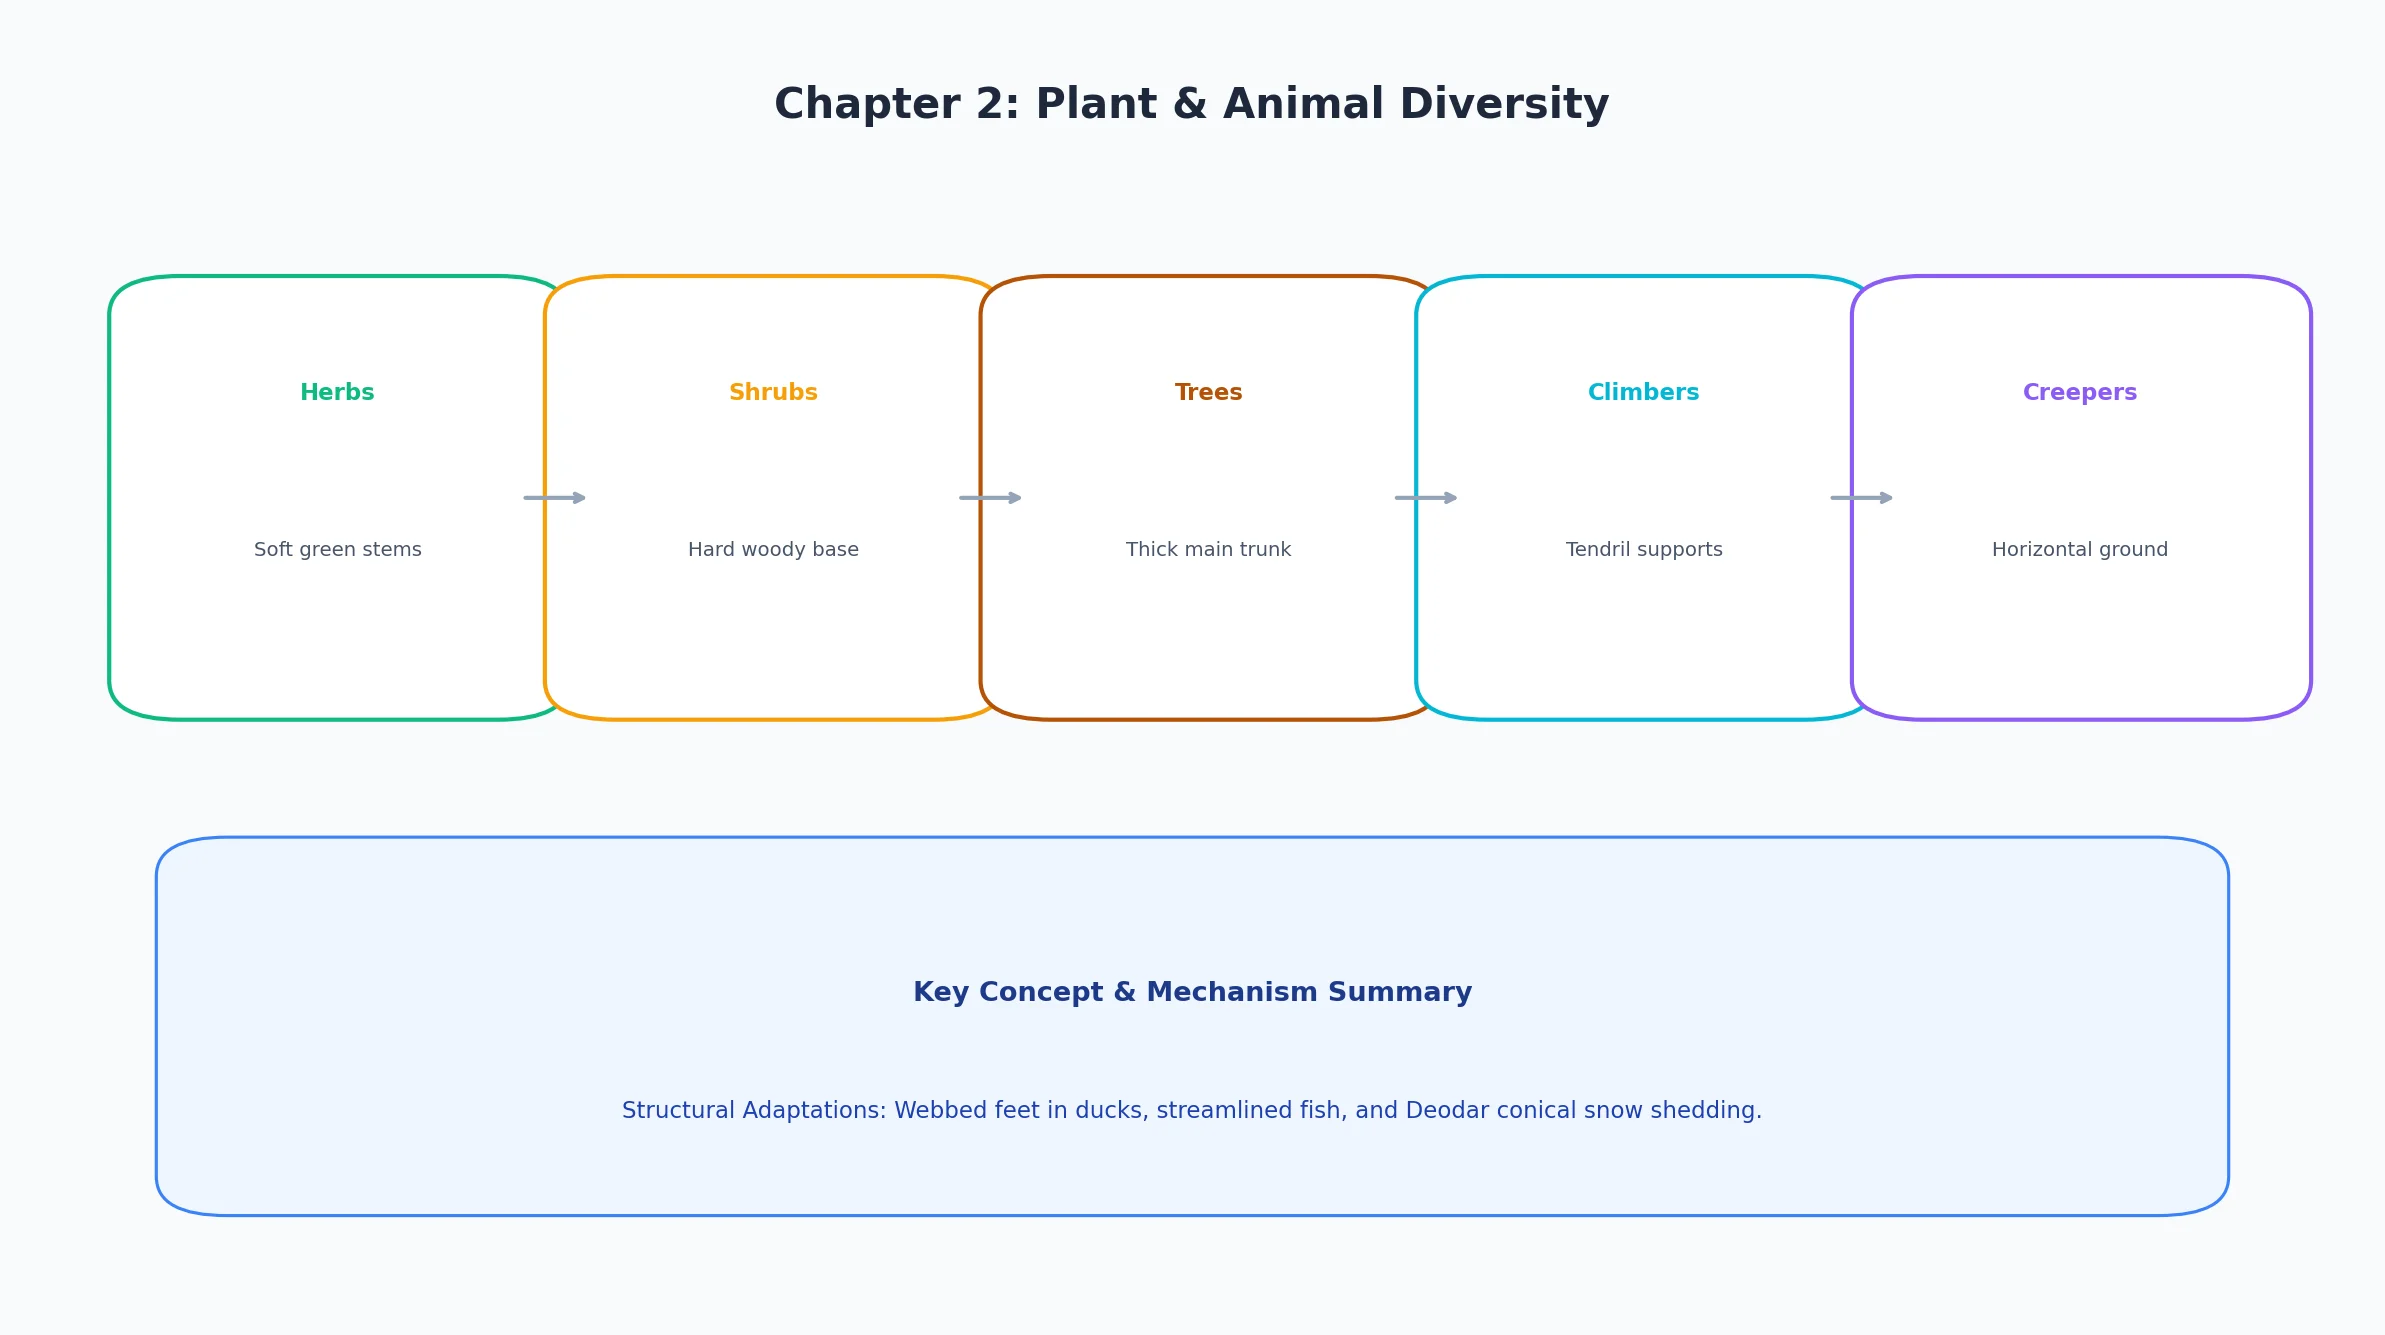 Chapter 2: Plant & Animal Diversity
Herbs
Shrubs
Trees
Climbers
Creepers
Soft green stems
Hard woody base
Thick main trunk
Tendril supports
Horizontal ground
Key Concept & Mechanism Summary
Structural Adaptations: Webbed feet in ducks, streamlined fish, and Deodar conical snow shedding.